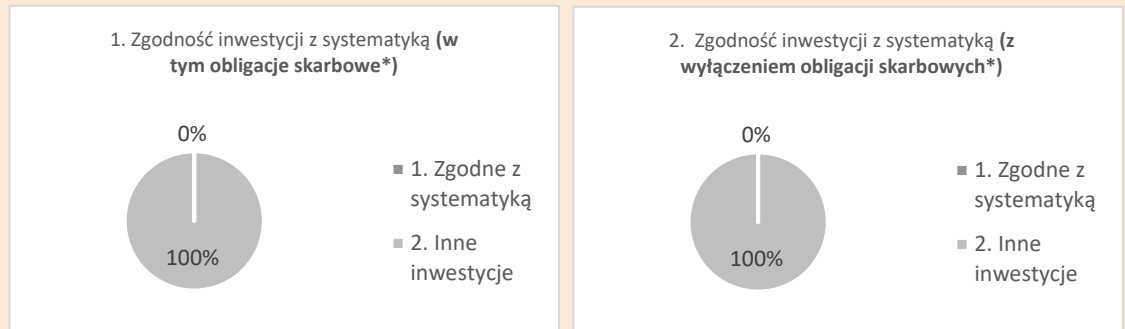 1. Zgodność inwestycji z systematyką (w
tym obligacje skarbowe*)
0%
100%
■ 1. Zgodne z
systematyką
■ 2. Inne
inwestycje
2. Zgodność inwestycji z systematyką (z
wyłączeniem obligacji skarbowych*)
0%
100%
■ 1. Zgodne z
systematyką
■ 2. Inne
inwestycje